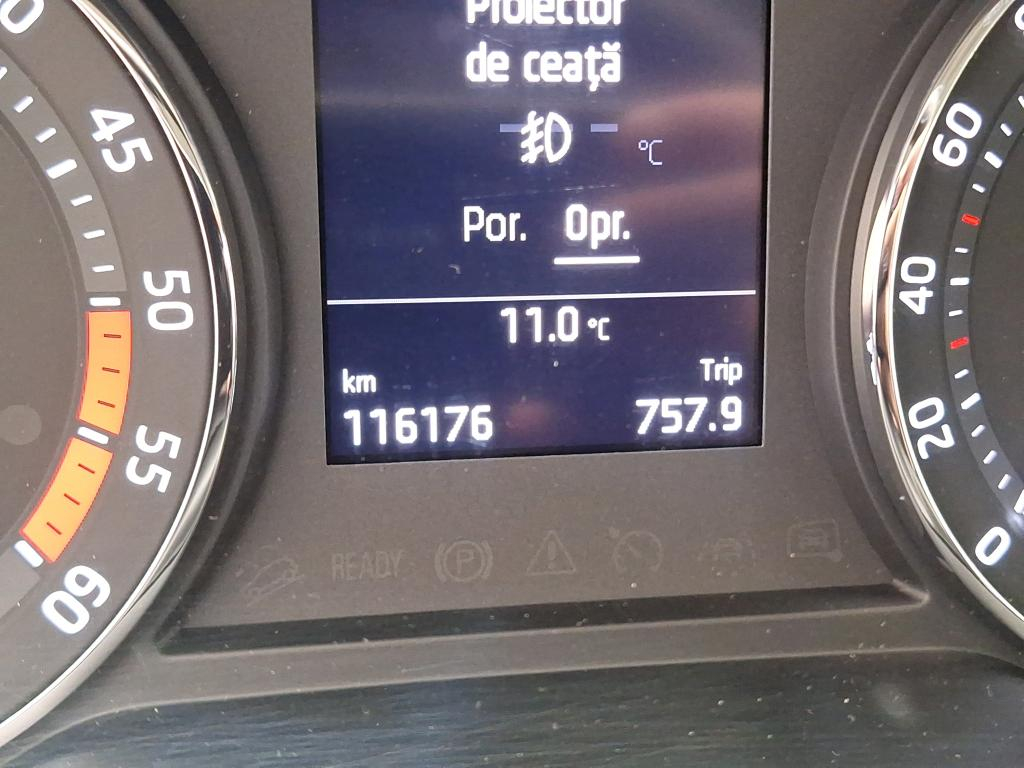 Proiector
de ceață
°C
Por. Opr.
11.0 °C
km Trip
116176 757.9
READY
P
45
50
55
60
60
40
20
0